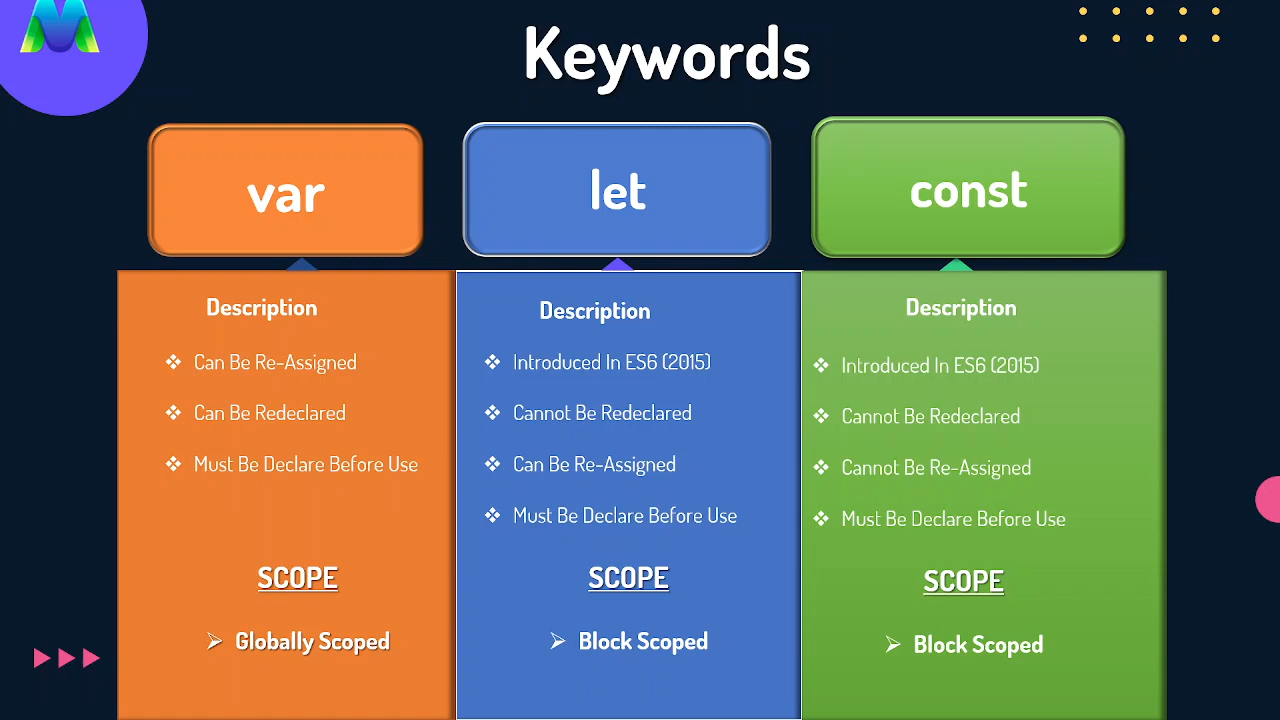 Keywords
var
let
const
Description
Can Be Re-Assigned
Can Be Redeclared
Must Be Declare Before Use
SCOPE
Globally Scoped
Description
Introduced In ES6 (2015)
Cannot Be Redeclared
Can Be Re-Assigned
Must Be Declare Before Use
SCOPE
Block Scoped
Description
Introduced In ES6 (2015)
Cannot Be Redeclared
Cannot Be Re-Assigned
Must Be Declare Before Use
SCOPE
Block Scoped